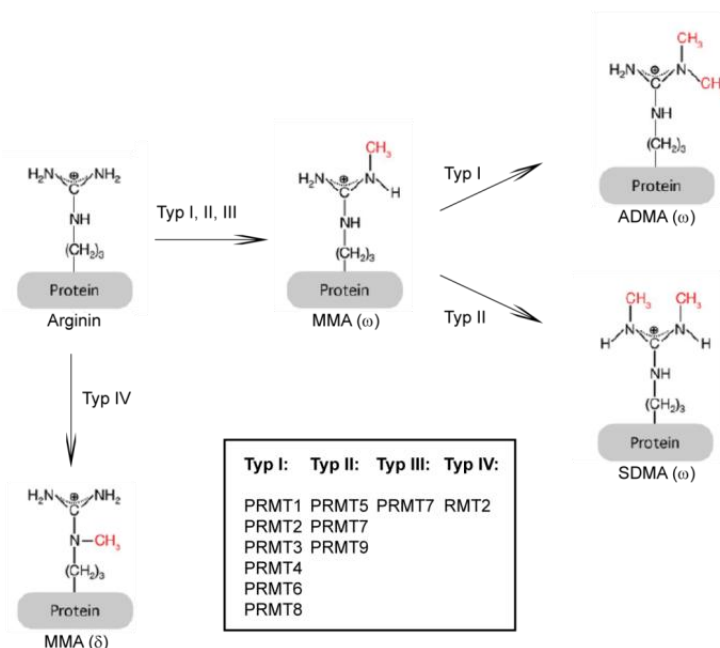 CH₃
H₂N
⊕
N
CH
C
NH
(CH₂)₃
Protein
ADMA (ω)
Typ I
CH₃
H₂N
⊕
N
H
C
NH
(CH₂)₃
Protein
MMA (ω)
H₂N
⊕
NH₂
C
NH
(CH₂)₃
Protein
Arginin
Typ I, II, III
Typ II
CH₃ CH₃
N
⊕
N
H
C
H
NH
(CH₂)₃
Protein
SDMA (ω)
Typ IV
H₂N
⊕
NH₂
C
N–CH₃
(CH₂)₃
Protein
MMA (δ)
Typ I: Typ II: Typ III: Typ IV:
PRMT1 PRMT5 PRMT7 RMT2
PRMT2 PRMT7
PRMT3 PRMT9
PRMT4
PRMT6
PRMT8